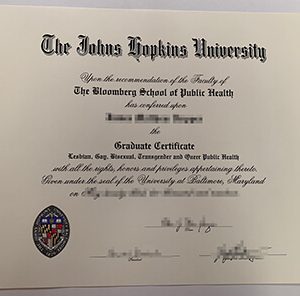 The Johns Hopkins University
Upon the recommendation of the Faculty of
The Bloomberg School of Public Health
has conferred upon
the
Graduate Certificate
Lesbian, Gay, Bisexual, Transgender and Queer Public Health
with all the rights, honors and privileges appertaining thereto.
Given under the seal of the University at Baltimore, Maryland
on
President